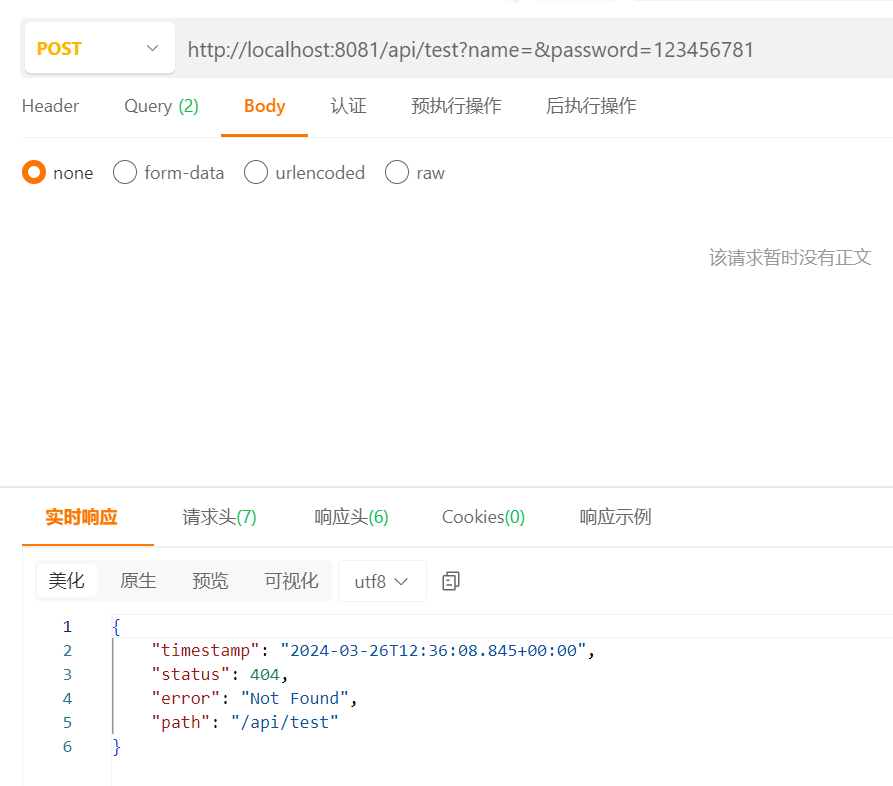 POST http://localhost:8081/api/test?name=&password=123456781
Header Query (2) Body 认证 预执行操作 后执行操作
none form-data urlencoded raw
该请求暂时没有正文
实时响应 请求头(7) 响应头(6) Cookies(0) 响应示例
美化 原生 预览 可视化 utf8
1 {
2 "timestamp": "2024-03-26T12:36:08.845+00:00",
3 "status": 404,
4 "error": "Not Found",
5 "path": "/api/test"
6 }